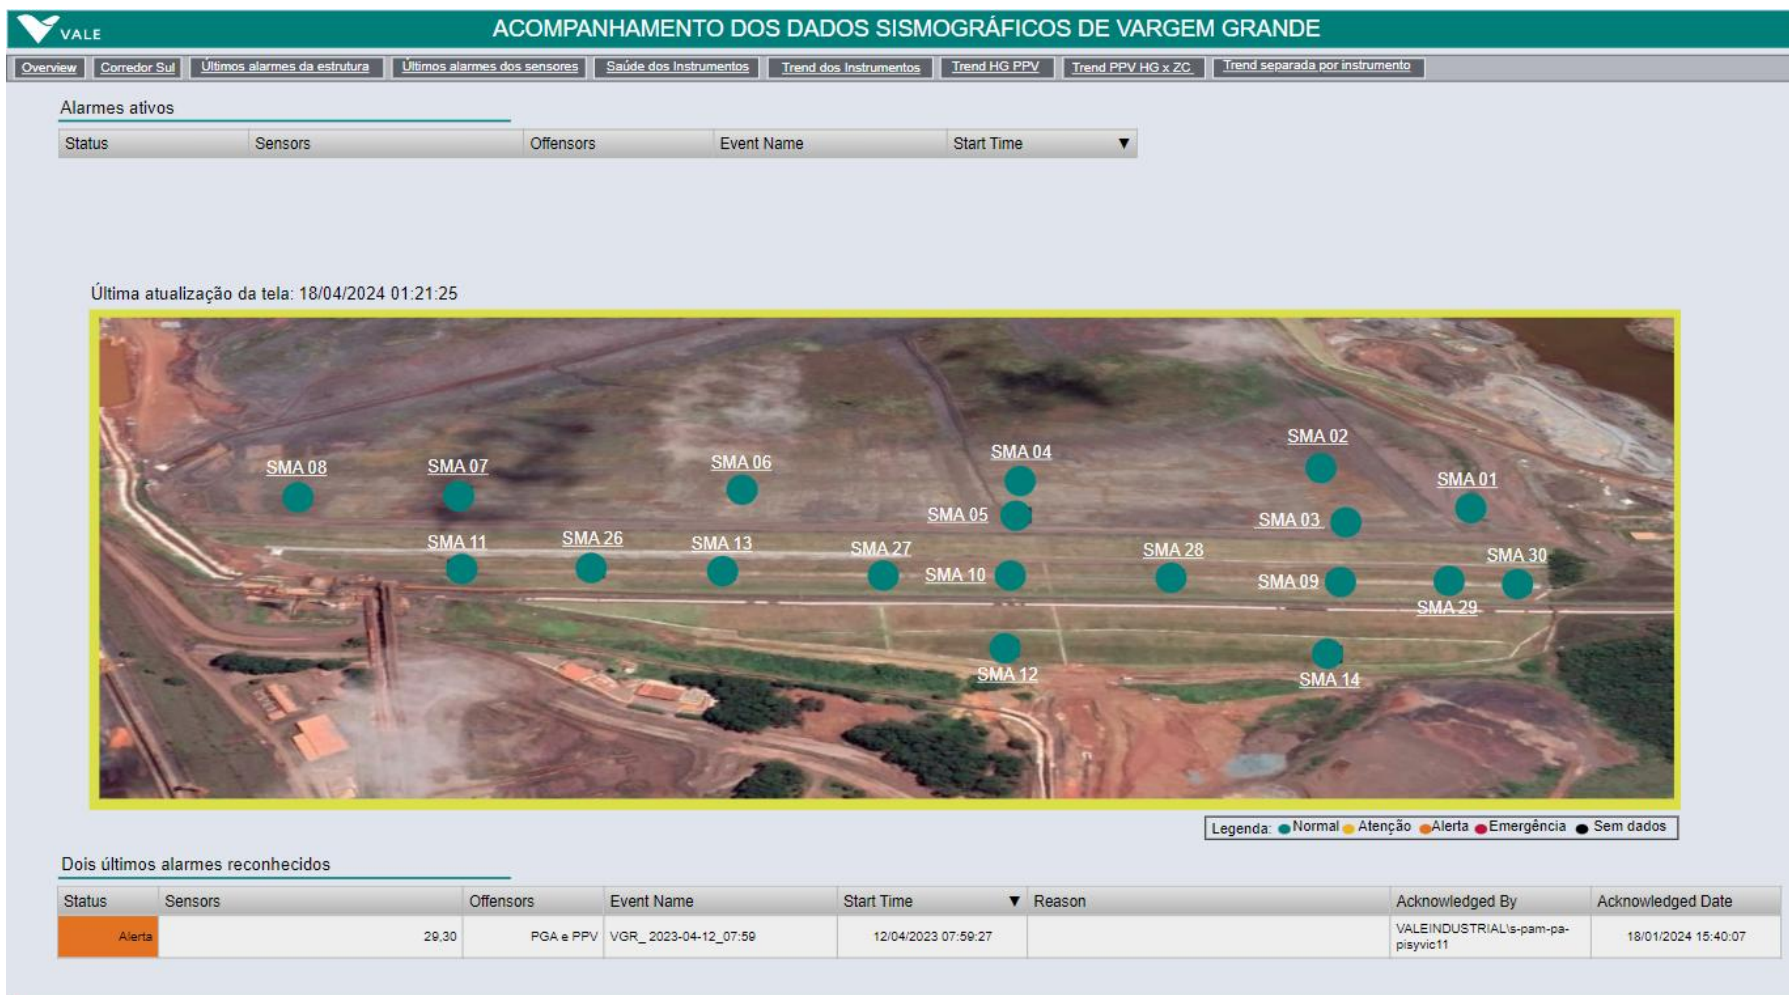 VALE
ACOMPANHAMENTO DOS DADOS SISMOGRÁFICOS DE VARGEM GRANDE
Overview Corredor Sul Últimos alarmes da estrutura Últimos alarmes dos sensores Saúde dos Instrumentos Trend dos Instrumentos Trend HG PPV Trend PPV HG x ZC Trend separada por instrumento
Alarmes ativos
Status Sensors Offensors Event Name Start Time ▼
Última atualização da tela: 18/04/2024 01:21:25
SMA 02
SMA 04
SMA 08 SMA 07 SMA 06
SMA 01
SMA 05 SMA 03
SMA 11 SMA 26 SMA 13 SMA 27 SMA 28 SMA 30
SMA 10 SMA 09
SMA 29
SMA 12 SMA 14
Legenda: Normal Atenção Alerta Emergência Sem dados
Dois últimos alarmes reconhecidos
Status Sensors Offensors Event Name Start Time ▼ Reason Acknowledged By Acknowledged Date
Alerta 29,30 PGA e PPV VGR_ 2023-04-12_07:59 12/04/2023 07:59:27 VALEINDUSTRIAL\s-pam-pa-
pisyvic11 18/01/2024 15:40:07